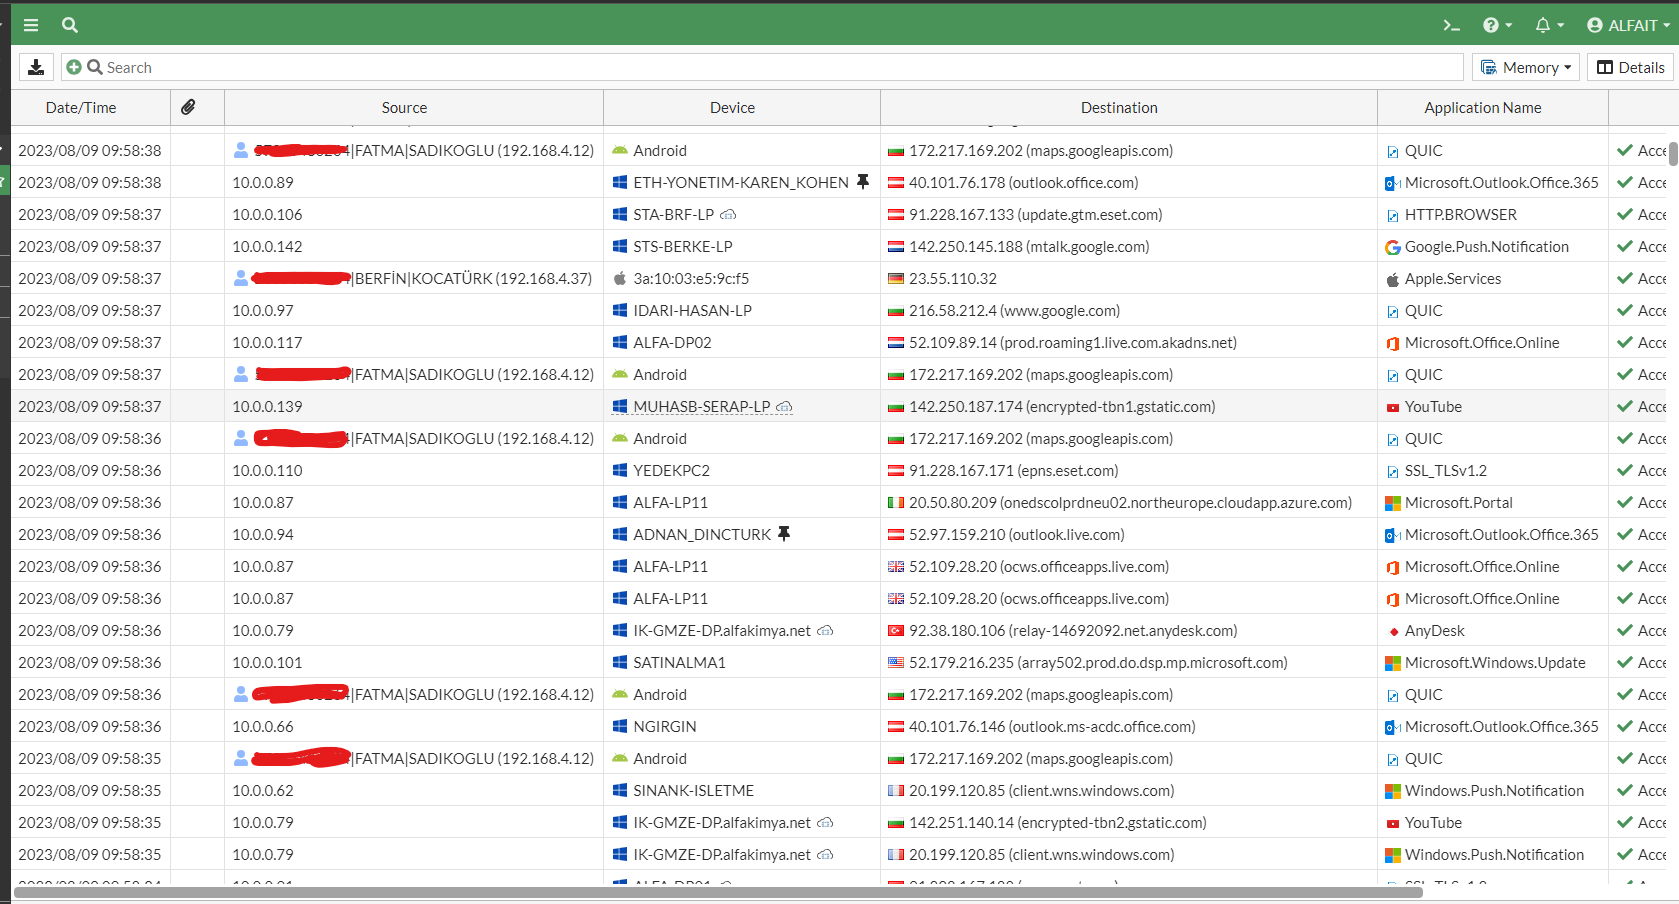 ALFAIT
Search Memory Details
Date/Time Source Device Destination Application Name
2023/08/09 09:58:38 |FATMA|SADIKOGLU (192.168.4.12) Android 172.217.169.202 (maps.googleapis.com) QUIC Acce
2023/08/09 09:58:38 10.0.0.89 ETH-YONETIM-KAREN_KOHEN 40.101.76.178 (outlook.office.com) Microsoft.Outlook.Office.365 Acce
2023/08/09 09:58:37 10.0.0.106 STA-BRF-LP 91.228.167.133 (update.gtm.eset.com) HTTP.BROWSER Acce
2023/08/09 09:58:37 10.0.0.142 STS-BERKE-LP 142.250.145.188 (mtalk.google.com) Google.Push.Notification Acce
2023/08/09 09:58:37 |BERFİN|KOCATÜRK (192.168.4.37) 3a:10:03:e5:9c:f5 23.55.110.32 Apple.Services Acce
2023/08/09 09:58:37 10.0.0.97 IDARI-HASAN-LP 216.58.212.4 (www.google.com) QUIC Acce
2023/08/09 09:58:37 10.0.0.117 ALFA-DP02 52.109.89.14 (prod.roaming1.live.com.akadns.net) Microsoft.Office.Online Acce
2023/08/09 09:58:37 |FATMA|SADIKOGLU (192.168.4.12) Android 172.217.169.202 (maps.googleapis.com) QUIC Acce
2023/08/09 09:58:37 10.0.0.139 MUHASB-SERAP-LP 142.250.187.174 (encrypted-tbn1.gstatic.com) YouTube Acce
2023/08/09 09:58:36 |FATMA|SADIKOGLU (192.168.4.12) Android 172.217.169.202 (maps.googleapis.com) QUIC Acce
2023/08/09 09:58:36 10.0.0.110 YEDEKPC2 91.228.167.171 (epns.eset.com) SSL_TLSv1.2 Acce
2023/08/09 09:58:36 10.0.0.87 ALFA-LP11 20.50.80.209 (onedscolprdneu02.northeurope.cloudapp.azure.com) Microsoft.Portal Acce
2023/08/09 09:58:36 10.0.0.94 ADNAN_DINCTURK 52.97.159.210 (outlook.live.com) Microsoft.Outlook.Office.365 Acce
2023/08/09 09:58:36 10.0.0.87 ALFA-LP11 52.109.28.20 (ocws.officeapps.live.com) Microsoft.Office.Online Acce
2023/08/09 09:58:36 10.0.0.87 ALFA-LP11 52.109.28.20 (ocws.officeapps.live.com) Microsoft.Office.Online Acce
2023/08/09 09:58:36 10.0.0.79 IK-GMZE-DP.alfakimya.net 92.38.180.106 (relay-14692092.net.anydesk.com) AnyDesk Acce
2023/08/09 09:58:36 10.0.0.101 SATINALMA1 52.179.216.235 (array502.prod.do.dsp.mp.microsoft.com) Microsoft.Windows.Update Acce
2023/08/09 09:58:36 |FATMA|SADIKOGLU (192.168.4.12) Android 172.217.169.202 (maps.googleapis.com) QUIC Acce
2023/08/09 09:58:36 10.0.0.66 NGIRGIN 40.101.76.146 (outlook.ms-acdc.office.com) Microsoft.Outlook.Office.365 Acce
2023/08/09 09:58:35 |FATMA|SADIKOGLU (192.168.4.12) Android 172.217.169.202 (maps.googleapis.com) QUIC Acce
2023/08/09 09:58:35 10.0.0.62 SINANK-ISLETME 20.199.120.85 (client.wns.windows.com) Windows.Push.Notification Acce
2023/08/09 09:58:35 10.0.0.79 IK-GMZE-DP.alfakimya.net 142.251.140.14 (encrypted-tbn2.gstatic.com) YouTube Acce
2023/08/09 09:58:35 10.0.0.79 IK-GMZE-DP.alfakimya.net 20.199.120.85 (client.wns.windows.com) Windows.Push.Notification Acce